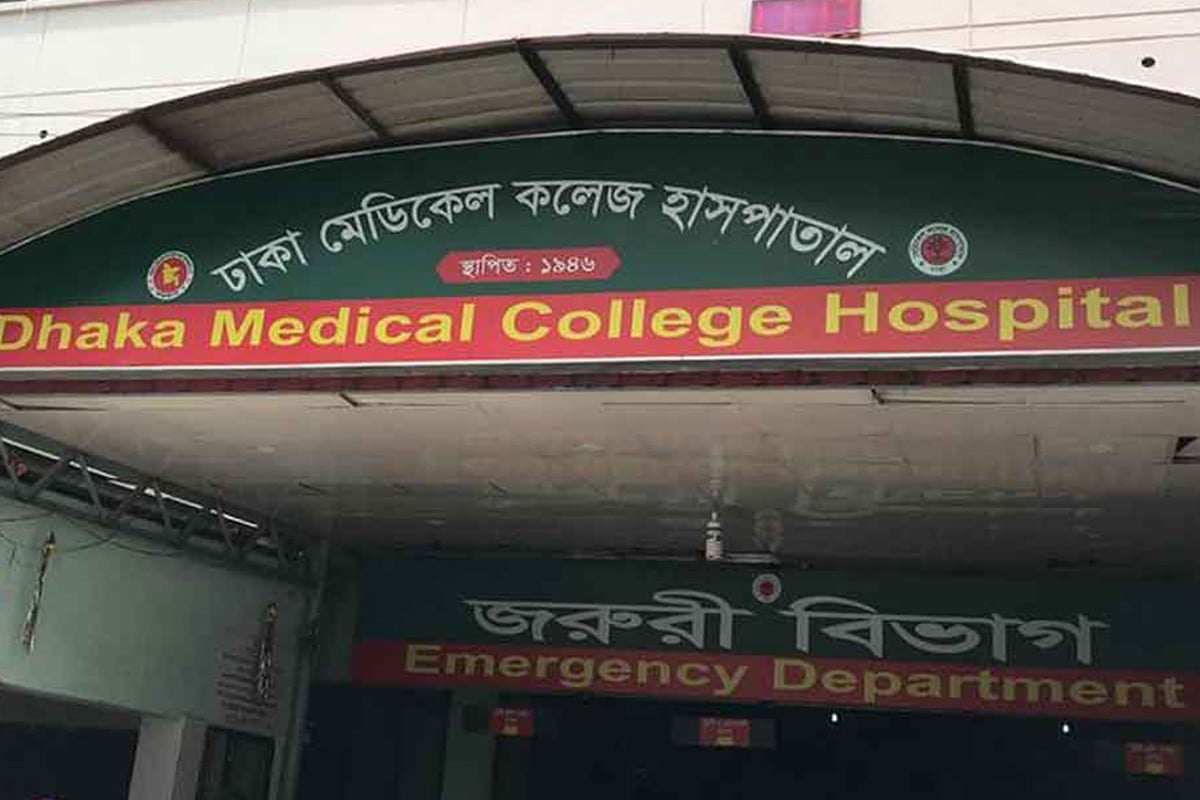 ঢাকা মেডিকেল কলেজ হাসপাতাল
স্থাপিত : ১৯৪৬
Dhaka Medical College Hospital
জরুরী বিভাগ
Emergency Department